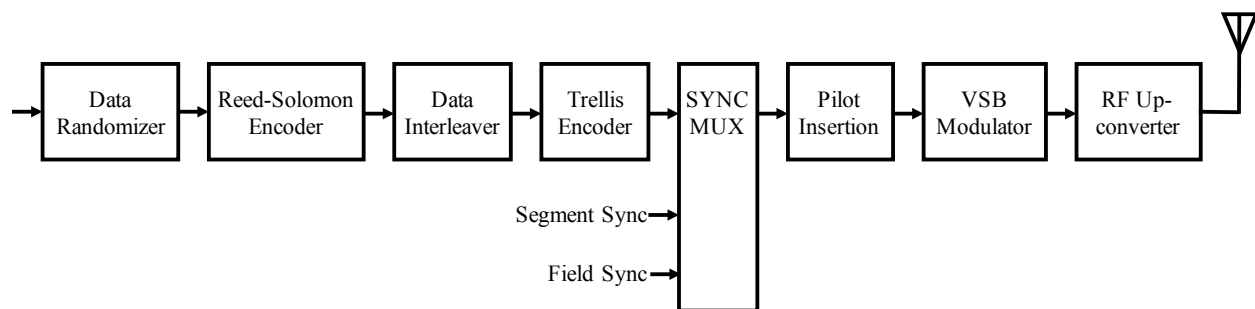 Data
Randomizer
Reed-Solomon
Encoder
Data
Interleaver
Trellis
Encoder
SYNC
MUX
Pilot
Insertion
VSB
Modulator
RF Up-
converter
Segment Sync
Field Sync